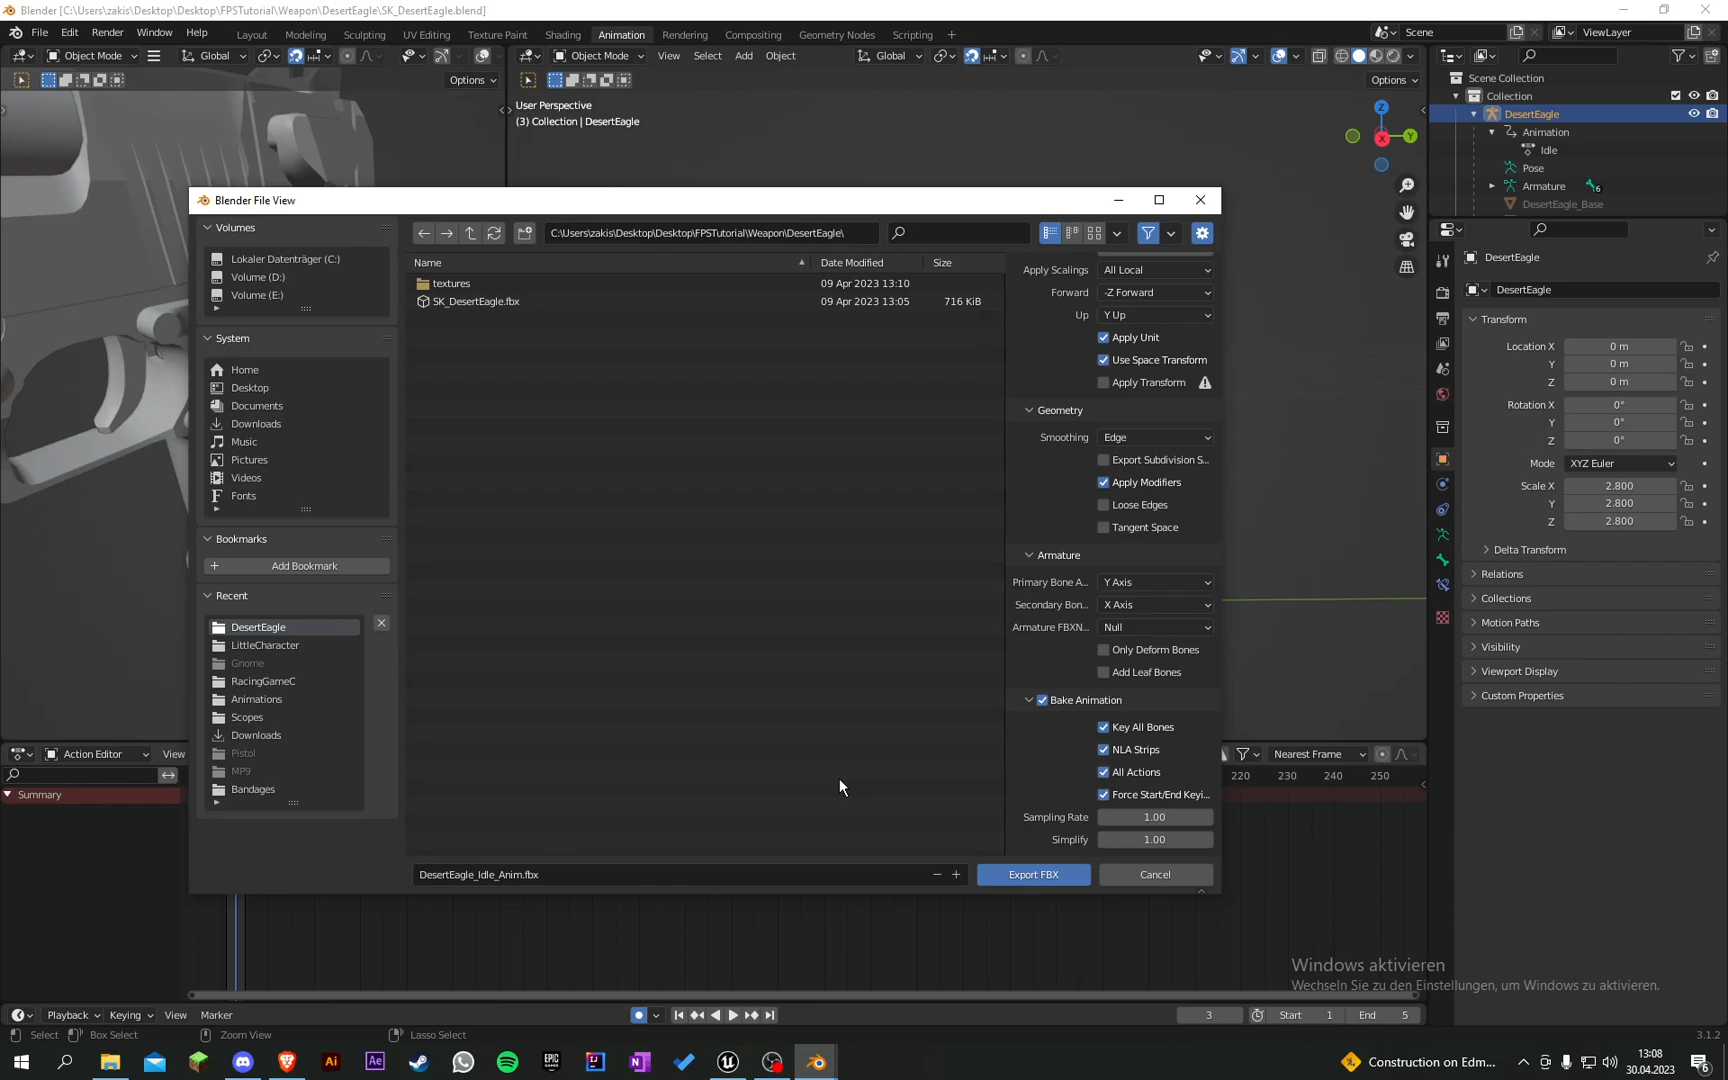 Blender [C:\Users\zakis\Desktop\Desktop\FPSTutorial\Weapon\DesertEagle\SK_DesertEagle.blend]
File Edit Render Window Help Layout Modeling Sculpting UV Editing Texture Paint Shading Animation Rendering Compositing Geometry Nodes Scripting + Scene ViewLayer
Object Mode Global Object Mode View Select Add Object Global
Options Options
User Perspective
(3) Collection | DesertEagle
Scene Collection
Collection
DesertEagle
Animation
Idle
Pose
Armature 6
DesertEagle_Base
Blender File View
Volumes
Lokaler Datenträger (C:)
Volume (D:)
Volume (E:)
System
Home
Desktop
Documents
Downloads
Music
Pictures
Videos
Fonts
Bookmarks
Add Bookmark
Recent
DesertEagle
LittleCharacter
Gnome
RacingGameC
Animations
Scopes
Downloads
Pistol
MP9
Bandages
C:\Users\zakis\Desktop\Desktop\FPSTutorial\Weapon\DesertEagle\
Name Date Modified Size
textures 09 Apr 2023 13:10
SK_DesertEagle.fbx 09 Apr 2023 13:05 716 KiB
Apply Scalings All Local
Forward -Z Forward
Up Y Up
Apply Unit
Use Space Transform
Apply Transform
Geometry
Smoothing Edge
Export Subdivision S...
Apply Modifiers
Loose Edges
Tangent Space
Armature
Primary Bone A... Y Axis
Secondary Bon... X Axis
Armature FBXN... Null
Only Deform Bones
Add Leaf Bones
Bake Animation
Key All Bones
NLA Strips
All Actions
Force Start/End Keyi...
Sampling Rate 1.00
Simplify 1.00
DesertEagle_Idle_Anim.fbx Export FBX Cancel
DesertEagle
DesertEagle
Transform
Location X 0 m
Y 0 m
Z 0 m
Rotation X 0°
Y 0°
Z 0°
Mode XYZ Euler
Scale X 2.800
Y 2.800
Z 2.800
Delta Transform
Relations
Collections
Motion Paths
Visibility
Viewport Display
Custom Properties
Action Editor View Nearest Frame
220 230 240 250
Summary
Windows aktivieren
Wechseln Sie zu den Einstellungen, um Windows zu aktivieren.
Playback Keying View Marker 3 Start 1 End 5
Select Box Select Zoom View Lasso Select 3.1.2
Construction on Edm... 13:08
30.04.2023 6